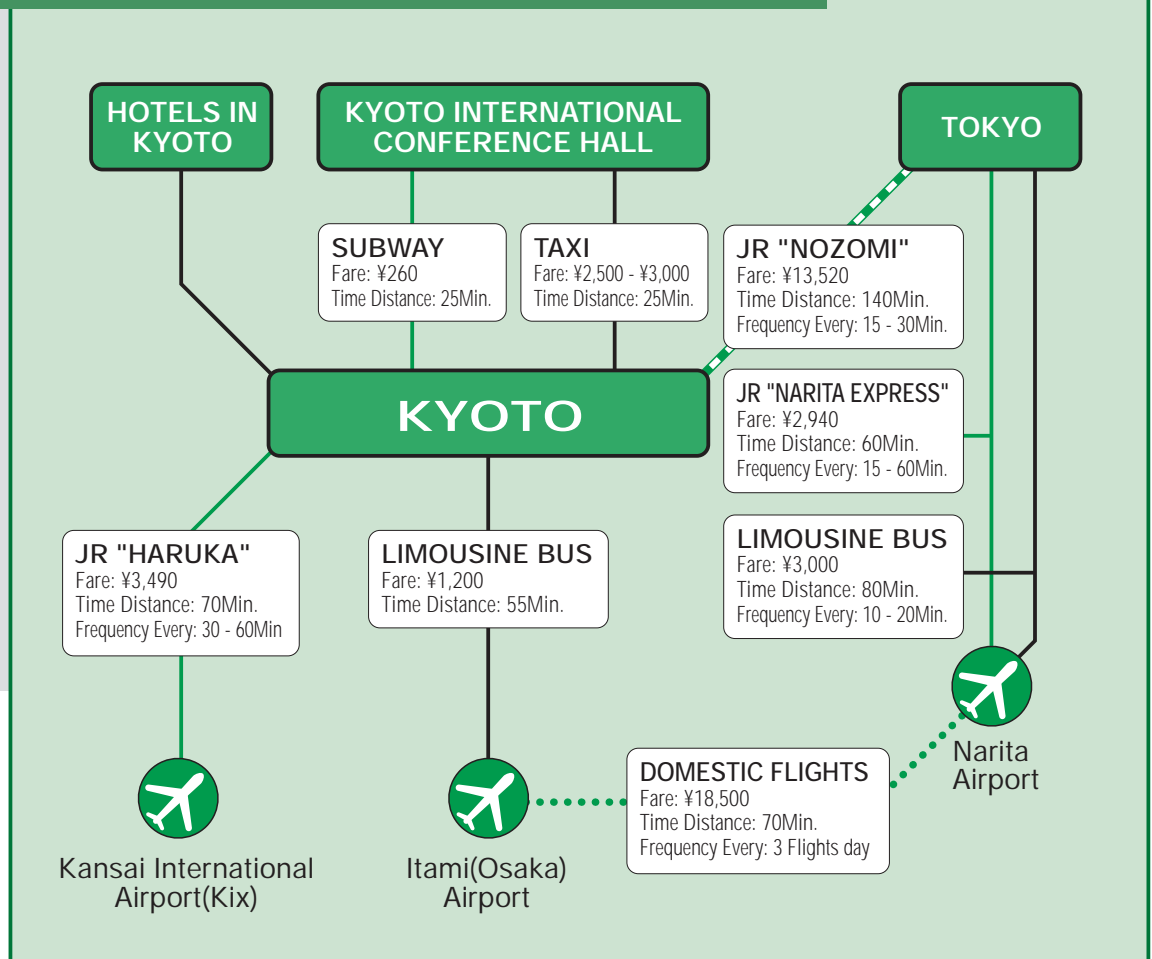 HOTELS IN
KYOTO
KYOTO INTERNATIONAL
CONFERENCE HALL
TOKYO
SUBWAY
Fare: ¥260
Time Distance: 25Min.
TAXI
Fare: ¥2,500 - ¥3,000
Time Distance: 25Min.
JR "NOZOMI"
Fare: ¥13,520
Time Distance: 140Min.
Frequency Every: 15 - 30Min.
KYOTO
JR "NARITA EXPRESS"
Fare: ¥2,940
Time Distance: 60Min.
Frequency Every: 15 - 60Min.
JR "HARUKA"
Fare: ¥3,490
Time Distance: 70Min.
Frequency Every: 30 - 60Min
LIMOUSINE BUS
Fare: ¥1,200
Time Distance: 55Min.
LIMOUSINE BUS
Fare: ¥3,000
Time Distance: 80Min.
Frequency Every: 10 - 20Min.
Narita
Airport
DOMESTIC FLIGHTS
Fare: ¥18,500
Time Distance: 70Min.
Frequency Every: 3 Flights day
Kansai International
Airport(Kix)
Itami(Osaka)
Airport